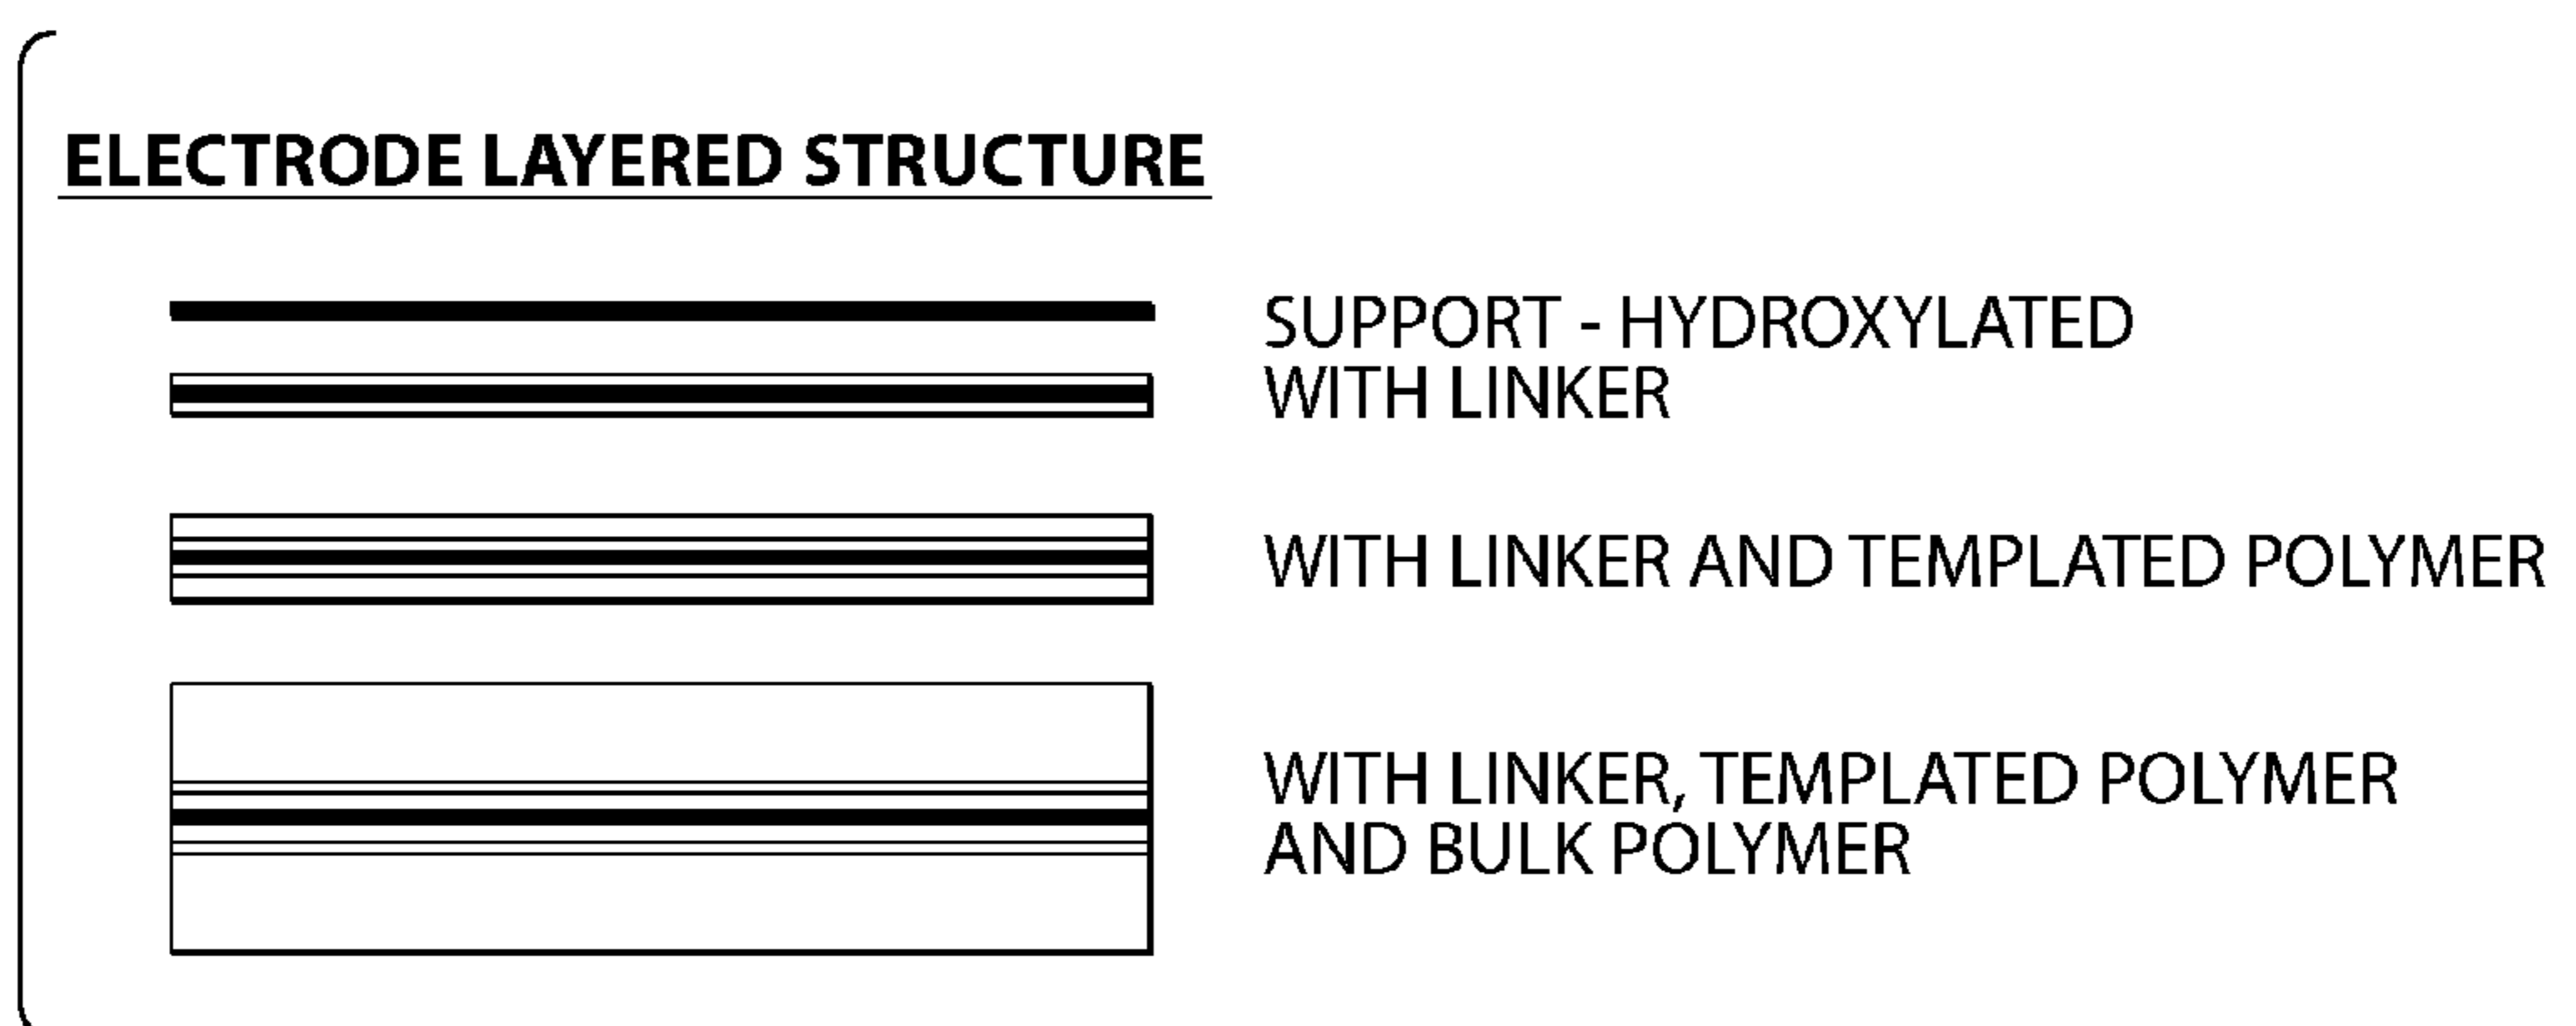 ELECTRODE LAYERED STRUCTURE
SUPPORT - HYDROXYLATED
WITH LINKER
WITH LINKER AND TEMPLATED POLYMER
WITH LINKER, TEMPLATED POLYMER
AND BULK POLYMER